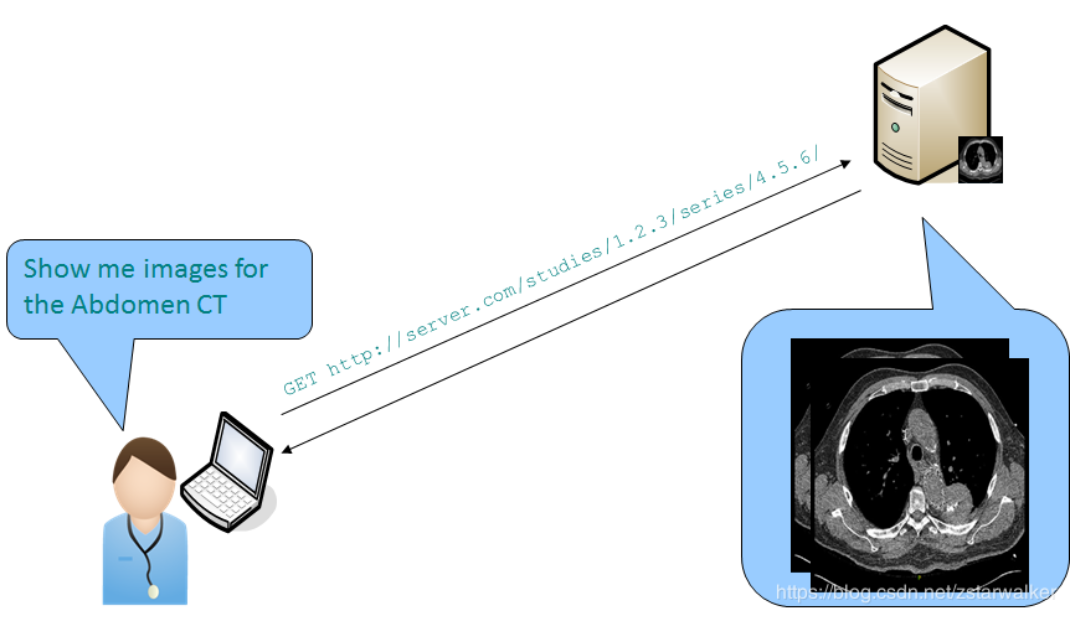 Show me images for
the Abdomen CT
GET http://server.com/studies/1.2.3/series/4.5.6/
https://blog.csdn.net/zstarwalker